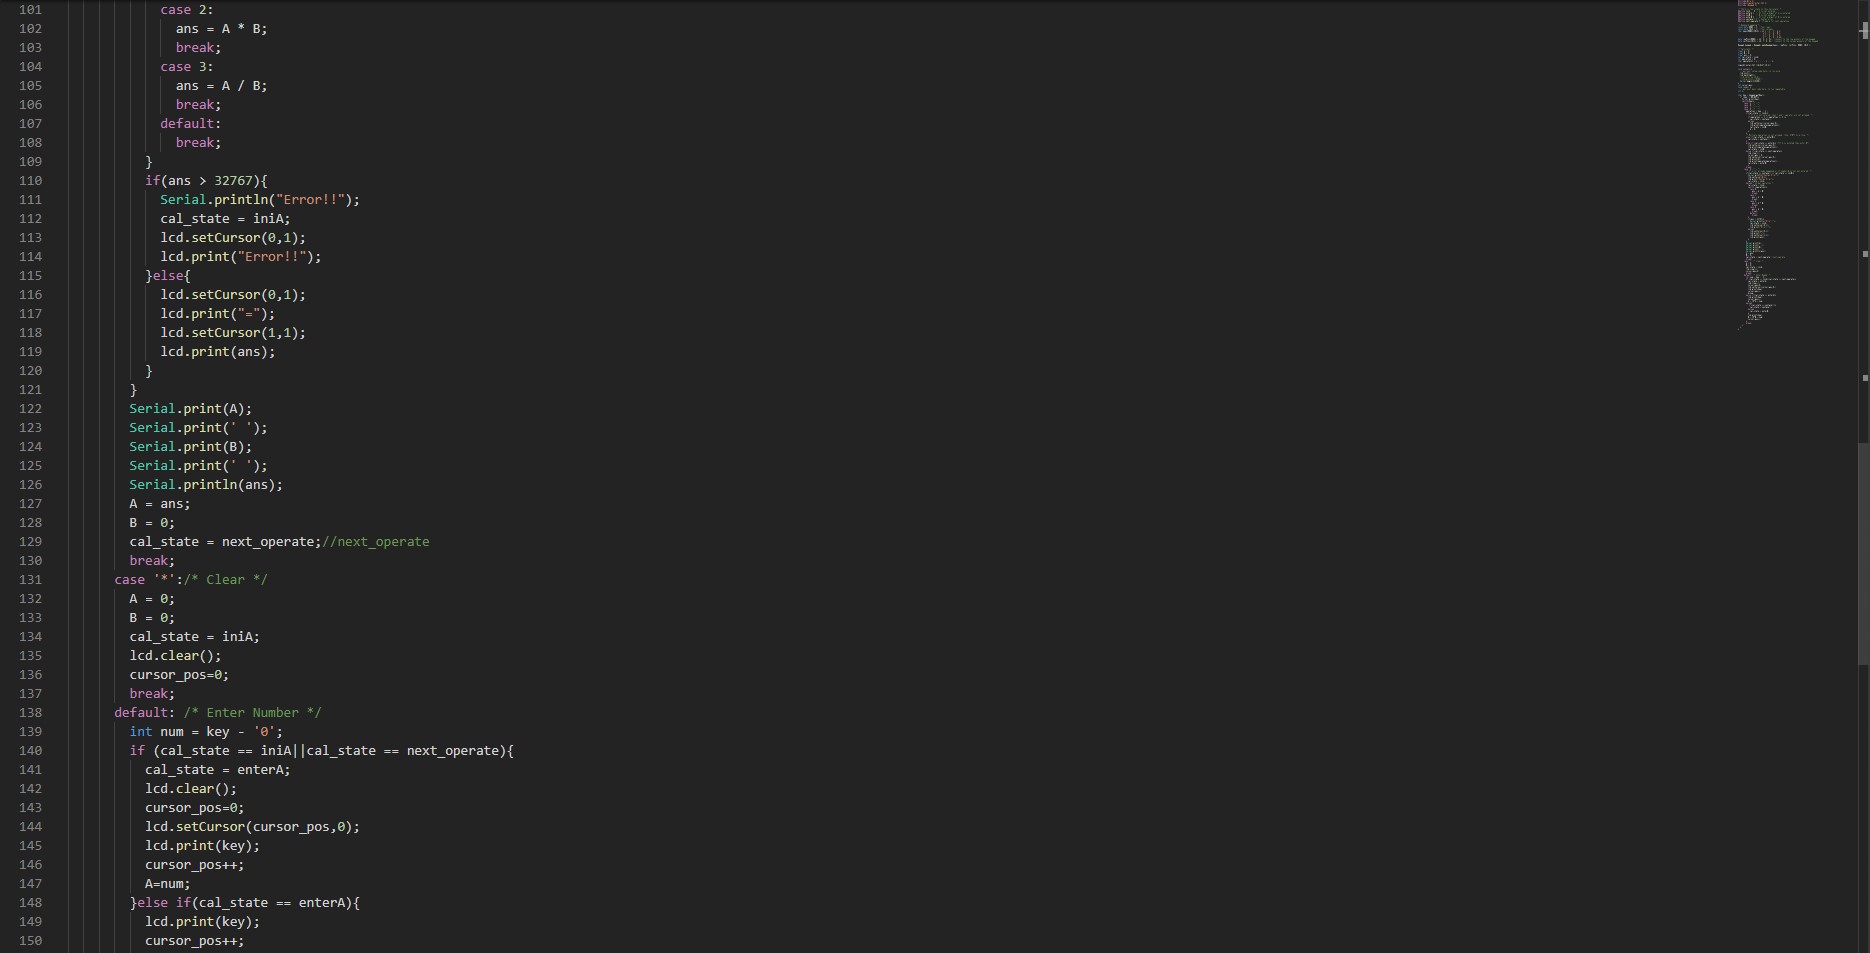 101 case 2:
102 ans = A * B;
103 break;
104 case 3:
105 ans = A / B;
106 break;
107 default:
108 break;
109 }
110 if(ans > 32767){
111 Serial.println("Error!!");
112 cal_state = iniA;
113 lcd.setCursor(0,1);
114 lcd.print("Error!!");
115 }else{
116 lcd.setCursor(0,1);
117 lcd.print("=");
118 lcd.setCursor(1,1);
119 lcd.print(ans);
120 }
121 }
122 Serial.print(A);
123 Serial.print(' ');
124 Serial.print(B);
125 Serial.print(' ');
126 Serial.println(ans);
127 A = ans;
128 B = 0;
129 cal_state = next_operate;//next_operate
130 break;
131 case '*':/* Clear */
132 A = 0;
133 B = 0;
134 cal_state = iniA;
135 lcd.clear();
136 cursor_pos=0;
137 break;
138 default: /* Enter Number */
139 int num = key - '0';
140 if (cal_state == iniA||cal_state == next_operate){
141 cal_state = enterA;
142 lcd.clear();
143 cursor_pos=0;
144 lcd.setCursor(cursor_pos,0);
145 lcd.print(key);
146 cursor_pos++;
147 A=num;
148 }else if(cal_state == enterA){
149 lcd.print(key);
150 cursor_pos++;